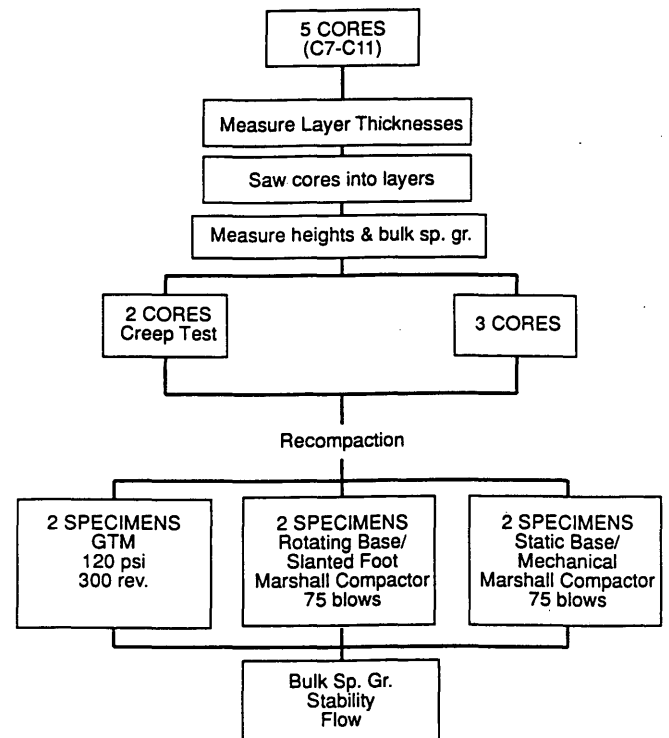 5 CORES
(C7-C11)
Measure Layer Thicknesses
Saw cores into layers
Measure heights & bulk sp. gr.
2 CORES
Creep Test
3 CORES
Recompaction
2 SPECIMENS
GTM
120 psi
300 rev.
2 SPECIMENS
Rotating Base/
Slanted Foot
Marshall Compactor
75 blows
2 SPECIMENS
Static Base/
Mechanical
Marshall Compactor
75 blows
Bulk Sp. Gr.
Stability
Flow